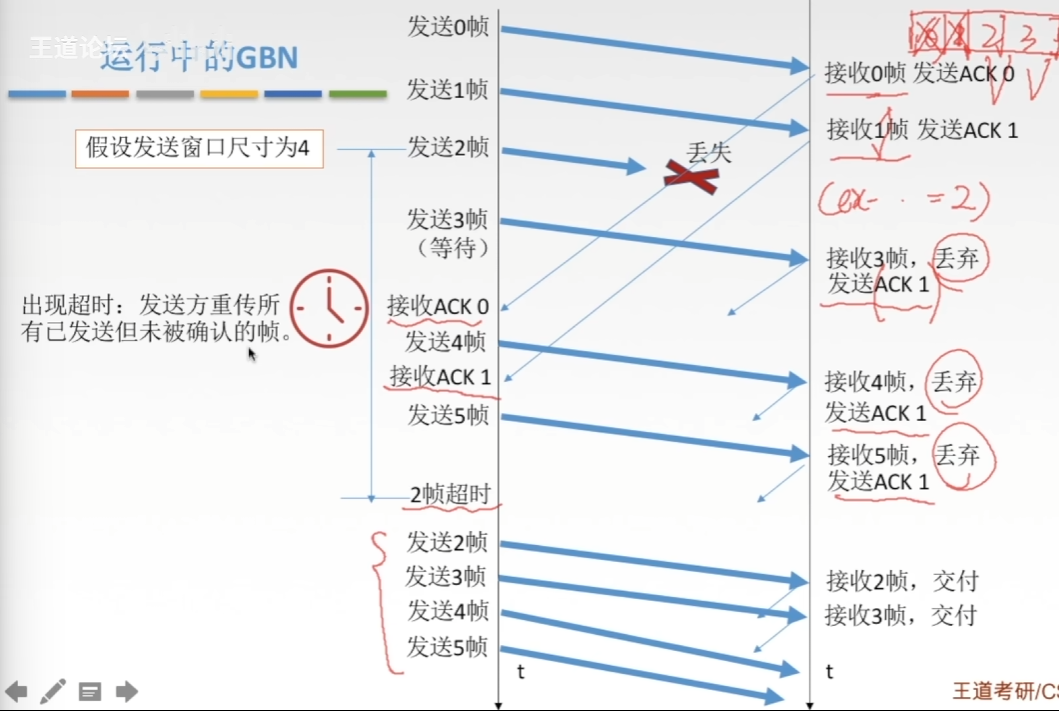 王道论坛
运行中的GBN
假设发送窗口尺寸为4
出现超时：发送方重传所
有已发送但未被确认的帧。
发送0帧
发送1帧
发送2帧
发送3帧
（等待）
接收ACK 0
发送4帧
接收ACK 1
发送5帧
2帧超时
发送2帧
发送3帧
发送4帧
发送5帧
丢失
t
2 3
接收0帧 发送ACK 0
接收1帧 发送ACK 1
(ex- · · = 2)
接收3帧，丢弃
发送ACK 1
接收4帧，丢弃
发送ACK 1
接收5帧，丢弃
发送ACK 1
接收2帧，交付
接收3帧，交付
t
王道考研/CS